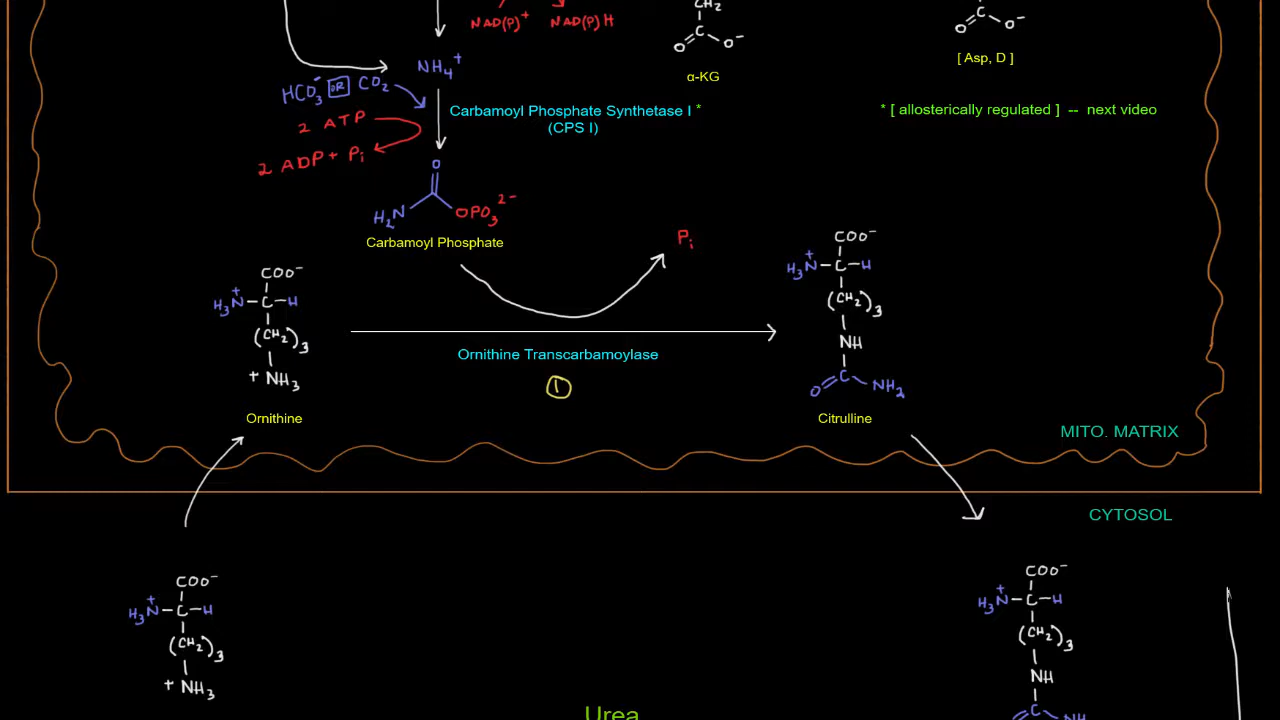 CH₂
NAD(P)⁺ NAD(P)H
C
O O⁻
C
O O⁻
NH₄⁺
[ Asp, D ]
α-KG
HCO₃⁻ OR CO₂
Carbamoyl Phosphate Synthetase I *
(CPS I)
* [ allosterically regulated ] -- next video
2 ATP
2 ADP + Pᵢ
O
H₂N OPO₃²⁻
Carbamoyl Phosphate
Pᵢ
COO⁻
H₃N⁺-C-H
(CH₂)₃
+ NH₃
Ornithine
Ornithine Transcarbamoylase
1
COO⁻
H₃N⁺-C-H
(CH₂)₃
NH
O=C NH₂
Citrulline
MITO. MATRIX
CYTOSOL
COO⁻
H₃N⁺-C-H
(CH₂)₃
+ NH₃
COO⁻
H₃N⁺-C-H
(CH₂)₃
NH
O=C NH
Urea